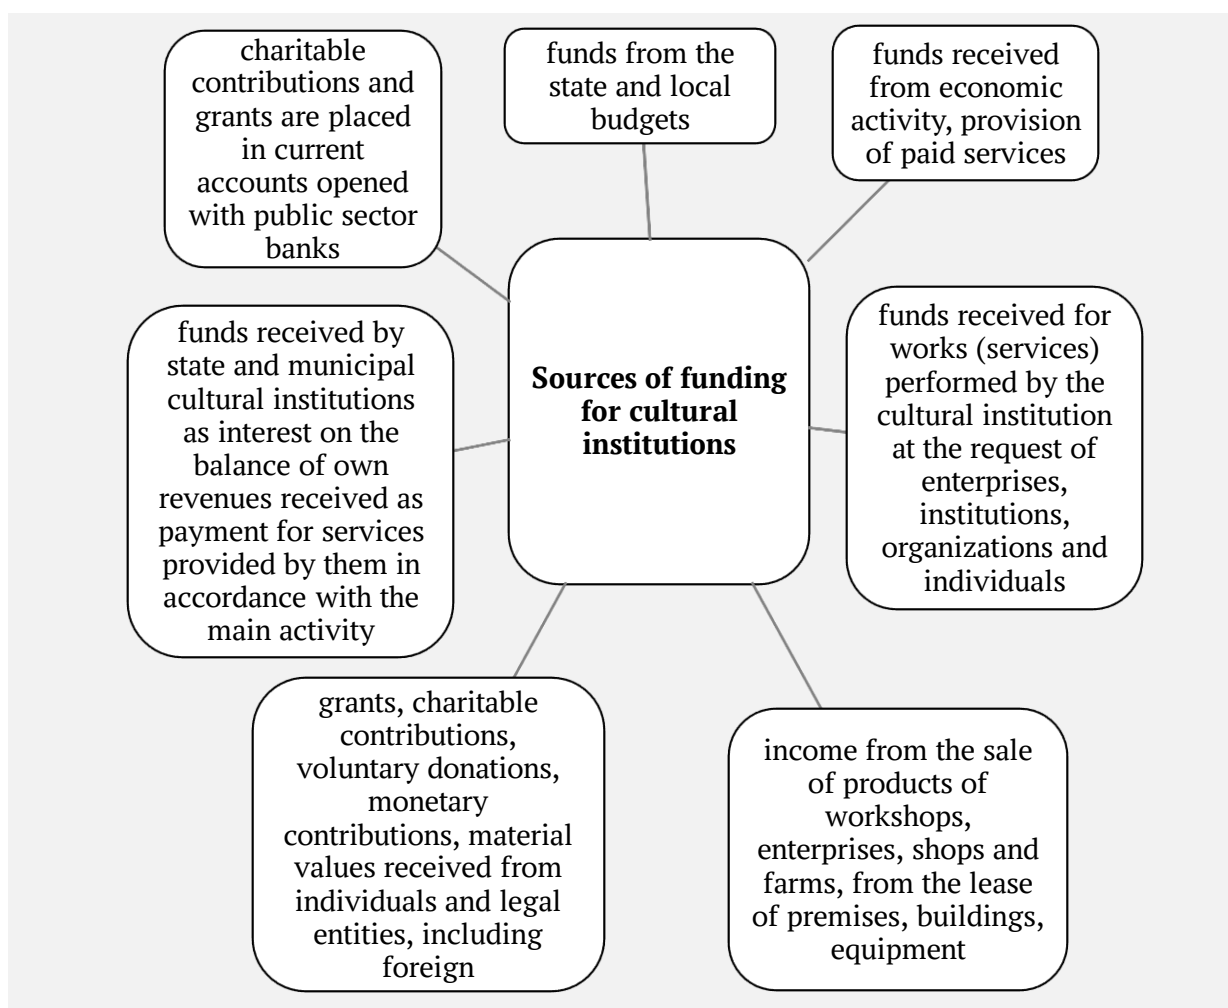 charitable
contributions and
grants are placed
in current
accounts opened
with public sector
banks
funds from the
state and local
budgets
funds received
from economic
activity, provision
of paid services
funds received by
state and municipal
cultural institutions
as interest on the
balance of own
revenues received as
payment for services
provided by them in
accordance with the
main activity
Sources of funding
for cultural
institutions
funds received for
works (services)
performed by the
cultural institution
at the request of
enterprises,
institutions,
organizations and
individuals
grants, charitable
contributions,
voluntary donations,
monetary
contributions, material
values received from
individuals and legal
entities, including
foreign
income from the sale
of products of
workshops,
enterprises, shops and
farms, from the lease
of premises, buildings,
equipment